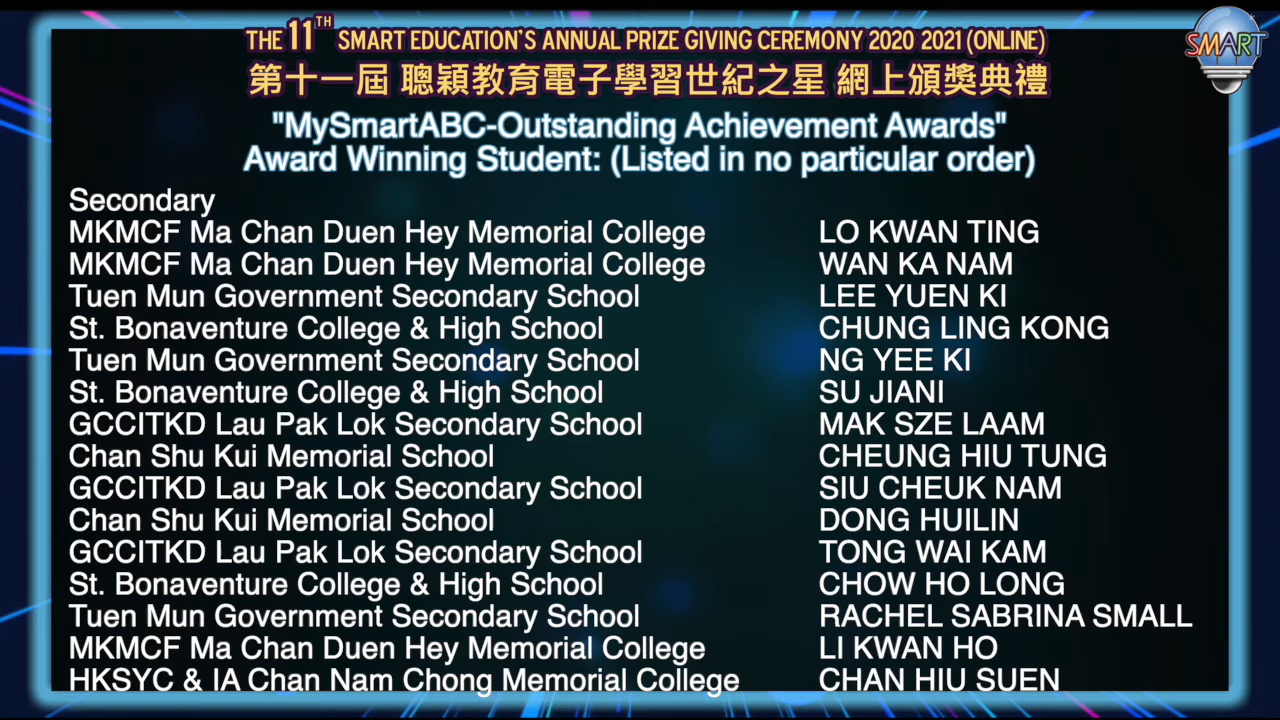 THE 11TH SMART EDUCATION'S ANNUAL PRIZE GIVING CEREMONY 2020 2021 (ONLINE)
SMART
第十一屆 聰穎教育電子學習世紀之星 網上頒獎典禮
"MySmartABC-Outstanding Achievement Awards"
Award Winning Student: (Listed in no particular order)
Secondary
MKMCF Ma Chan Duen Hey Memorial College LO KWAN TING
MKMCF Ma Chan Duen Hey Memorial College WAN KA NAM
Tuen Mun Government Secondary School LEE YUEN KI
St. Bonaventure College & High School CHUNG LING KONG
Tuen Mun Government Secondary School NG YEE KI
St. Bonaventure College & High School SU JIANI
GCCITKD Lau Pak Lok Secondary School MAK SZE LAAM
Chan Shu Kui Memorial School CHEUNG HIU TUNG
GCCITKD Lau Pak Lok Secondary School SIU CHEUK NAM
Chan Shu Kui Memorial School DONG HUILIN
GCCITKD Lau Pak Lok Secondary School TONG WAI KAM
St. Bonaventure College & High School CHOW HO LONG
Tuen Mun Government Secondary School RACHEL SABRINA SMALL
MKMCF Ma Chan Duen Hey Memorial College LI KWAN HO
HKSYC & IA Chan Nam Chong Memorial College CHAN HIU SUEN